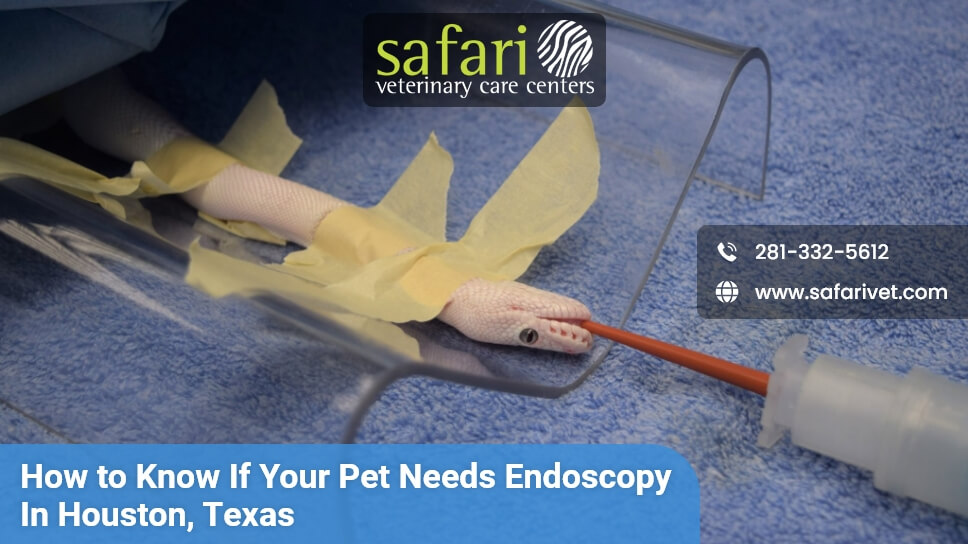 safari
veterinary care centers
281-332-5612
www.safarivet.com
How to Know If Your Pet Needs Endoscopy
In Houston, Texas